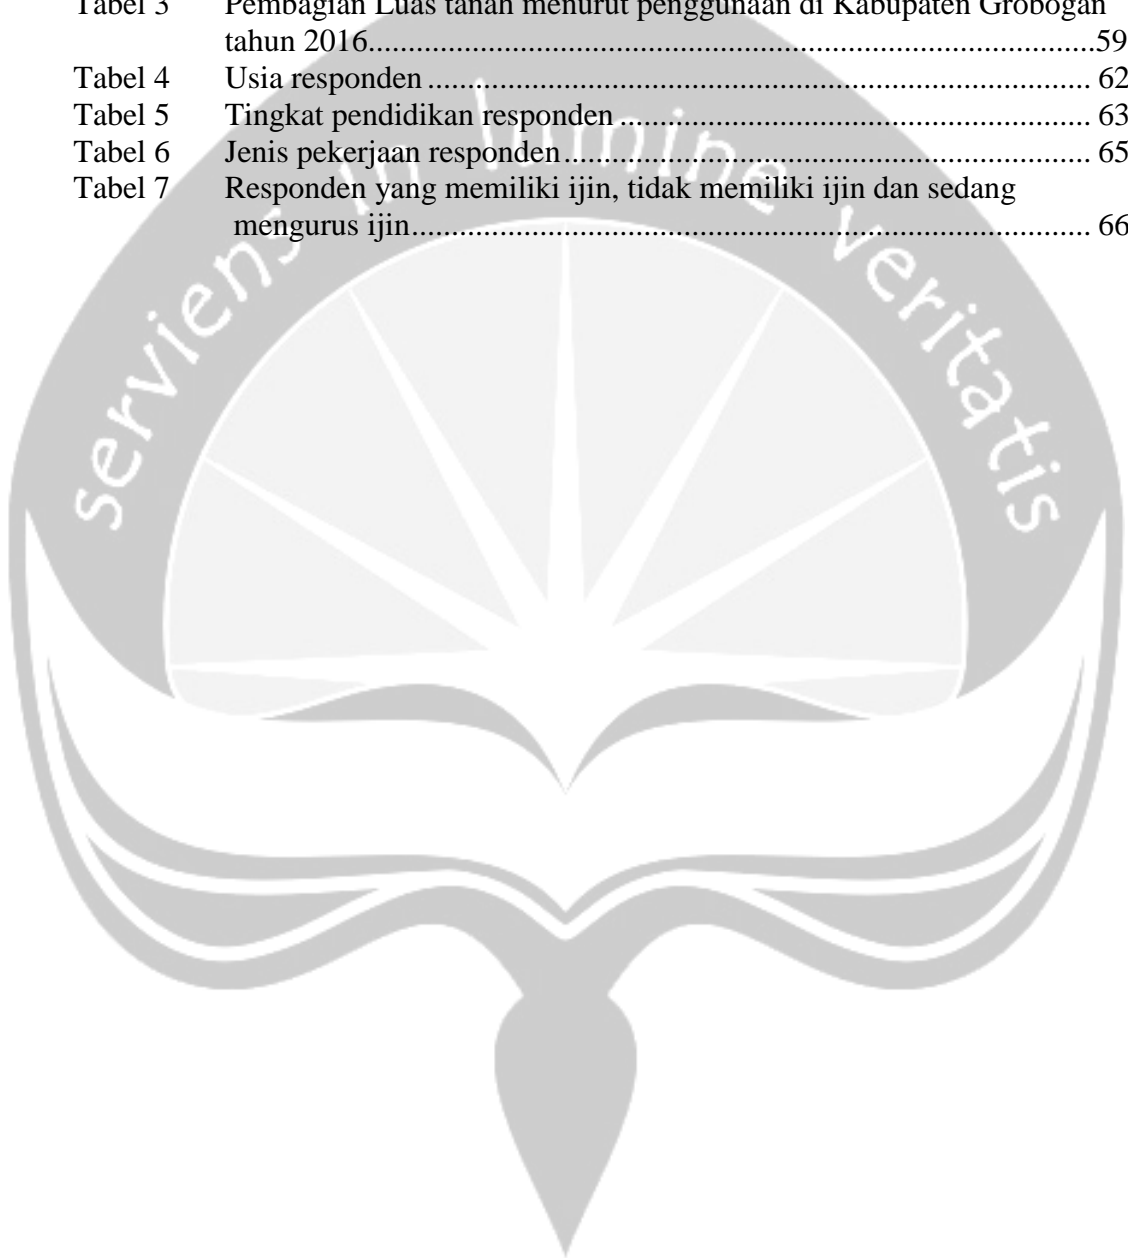 Tabel 3 Pembagian Luas tanah menurut penggunaan di Kabupaten Grobogan
tahun 2016...........................................................................................59
Tabel 4 Usia responden ................................................................................... 62
Tabel 5 Tingkat pendidikan responden ........................................................... 63
Tabel 6 Jenis pekerjaan responden .................................................................. 65
Tabel 7 Responden yang memiliki ijin, tidak memiliki ijin dan sedang
mengurus ijin..................................................................................... 66
serviens in lumine veritatis